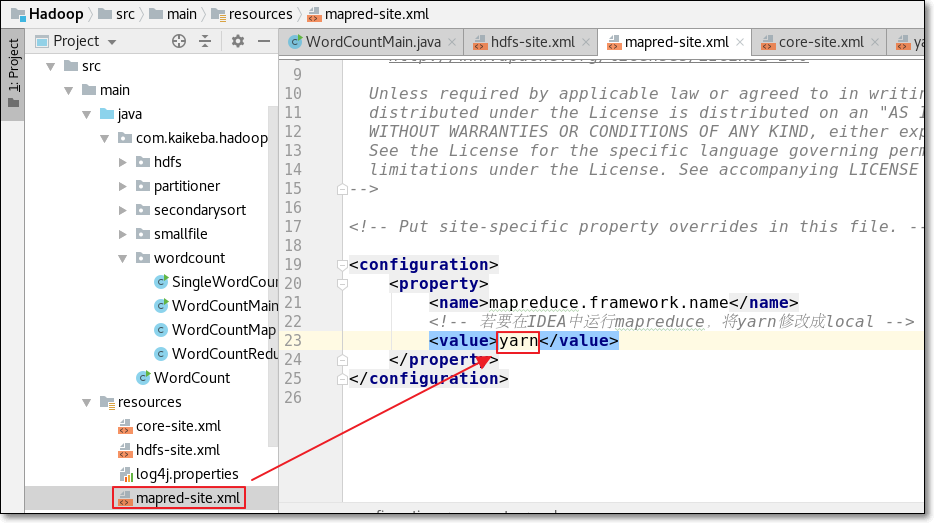 Hadoop src main resources mapred-site.xml
1: Project
Project
WordCountMain.java hdfs-site.xml mapred-site.xml core-site.xml
src
main
java
com.kaikeba.hadoop
hdfs
partitioner
secondarysort
smallfile
wordcount
SingleWordCou
WordCountMain
WordCountMap
WordCountRedu
WordCount
resources
core-site.xml
hdfs-site.xml
log4j.properties
mapred-site.xml
9
10 Unless required by applicable law or agreed to in writin
11 distributed under the License is distributed on an "AS I
12 WITHOUT WARRANTIES OR CONDITIONS OF ANY KIND, either exp
13 See the License for the specific language governing perm
14 limitations under the License. See accompanying LICENSE
15 -->
16
17 <!-- Put site-specific property overrides in this file. --
18
19 <configuration>
20 <property>
21 <name>mapreduce.framework.name</name>
22 <!-- 若要在IDEA中运行mapreduce，将yarn修改成local -->
23 <value>yarn</value>
24 </property>
25 </configuration>
26